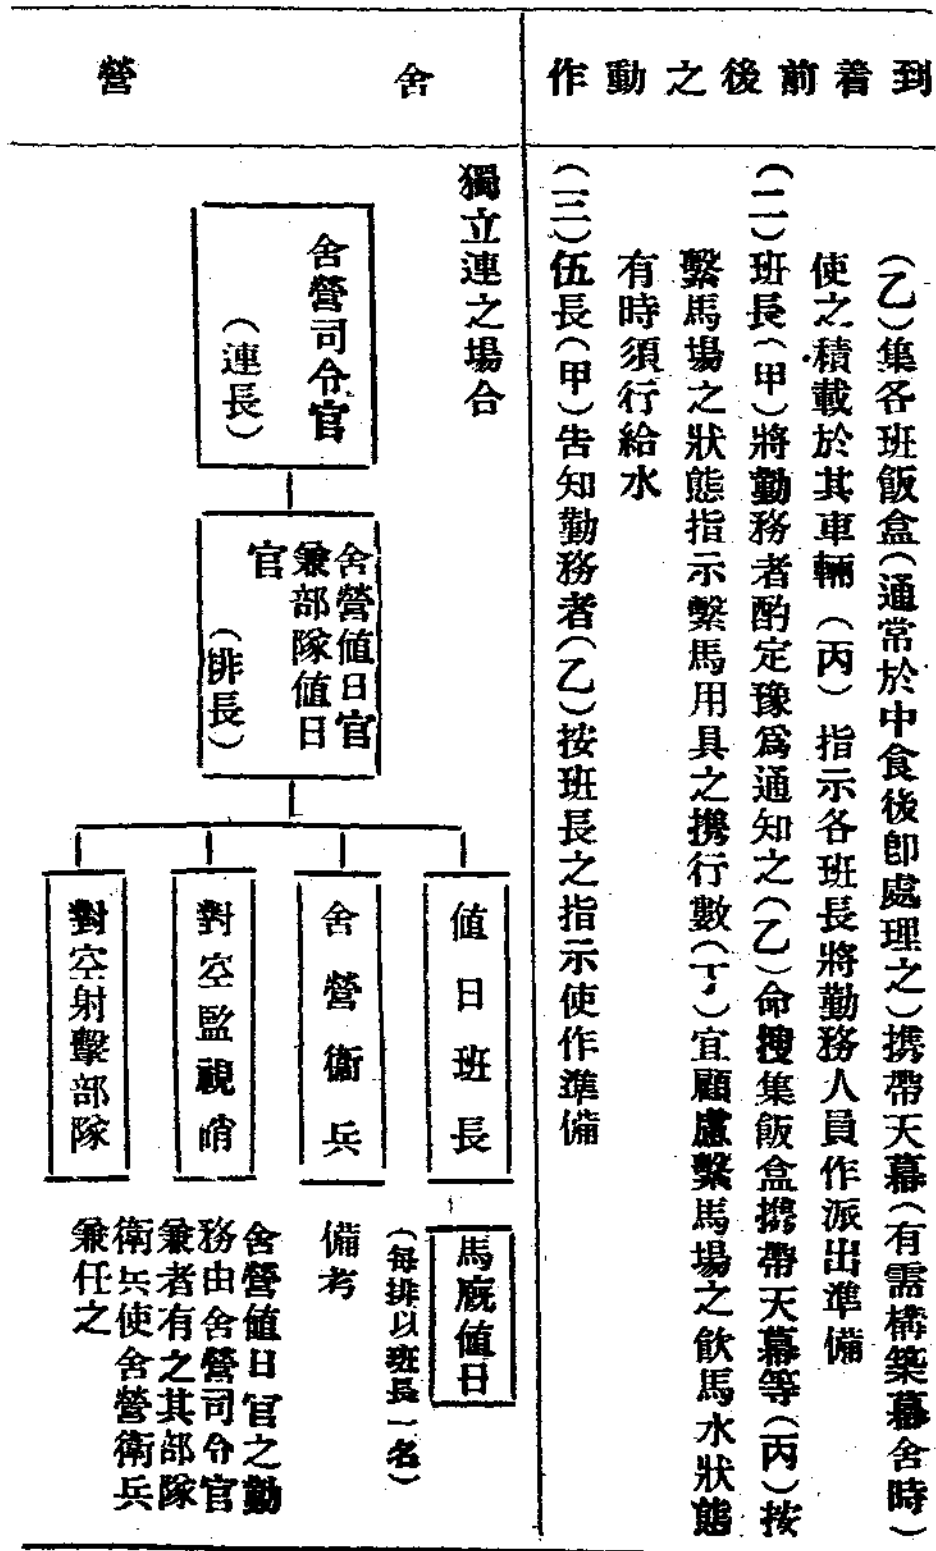 到着前後之動作
(乙)集各班飯盒(通常於中食後卽處理之)携帶天幕(有需構築幕舍時)
使之積載於其車輛(丙)指示各班長將勤務人員作派出準備
(二)班長(甲)將勤務者酌定豫爲通知之(乙)命搜集飯盒携帶天幕等(丙)按
繫馬場之狀態指示繫馬用具之携行數(丁)宜顧慮繫馬場之飮馬水狀態
有時須行給水
(三)伍長(甲)告知勤務者(乙)按班長之指示使作準備
舍營
獨立連之場合
舍營司令官
(連長)
舍營值日官
兼部隊值日
官
(排長)
值日班長
馬廐值日
(每排以班長一名)
舍營衞兵
對空監視哨
對空射擊部隊
備考
舍營值日官之勤
務由舍營司令官
兼者有之其部隊
衛兵使舍營衛兵
兼任之